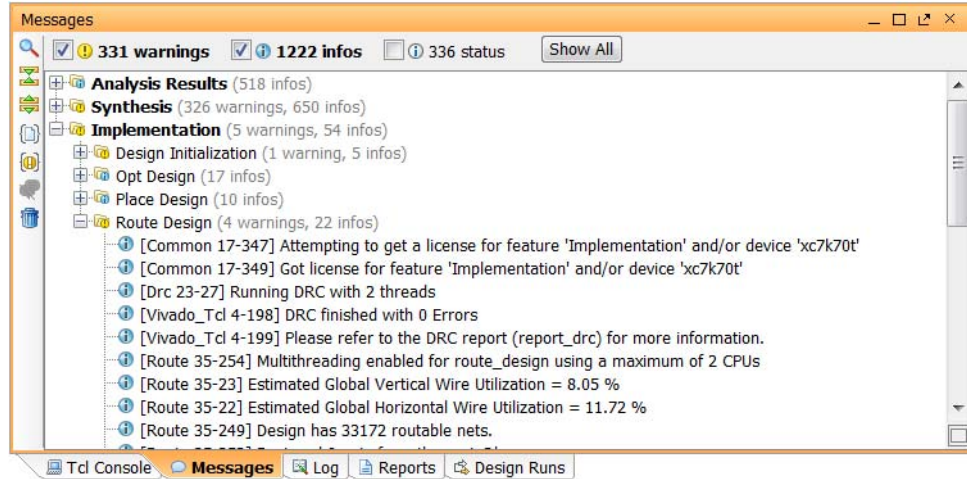 Messages
331 warnings 1222 infos 336 status Show All
Analysis Results (518 infos)
Synthesis (326 warnings, 650 infos)
Implementation (5 warnings, 54 infos)
Design Initialization (1 warning, 5 infos)
Opt Design (17 infos)
Place Design (10 infos)
Route Design (4 warnings, 22 infos)
[Common 17-347] Attempting to get a license for feature 'Implementation' and/or device 'xc7k70t'
[Common 17-349] Got license for feature 'Implementation' and/or device 'xc7k70t'
[Drc 23-27] Running DRC with 2 threads
[Vivado_Tcl 4-198] DRC finished with 0 Errors
[Vivado_Tcl 4-199] Please refer to the DRC report (report_drc) for more information.
[Route 35-254] Multithreading enabled for route_design using a maximum of 2 CPUs
[Route 35-23] Estimated Global Vertical Wire Utilization = 8.05 %
[Route 35-22] Estimated Global Horizontal Wire Utilization = 11.72 %
[Route 35-249] Design has 33172 routable nets.
Tcl Console Messages Log Reports Design Runs